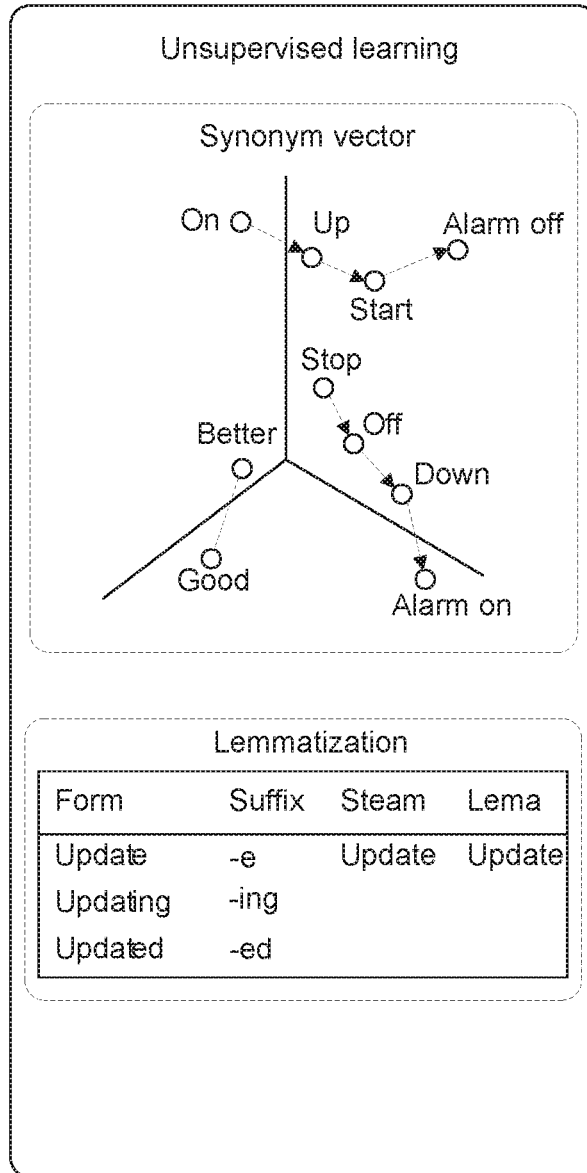 Unsupervised learning
Synonym vector
On
Up
Alarm off
Start
Stop
Off
Better
Down
Good
Alarm on
Lemmatization
Form Suffix Steam Lema
Update -e Update Update
Updating -ing
Updated -ed